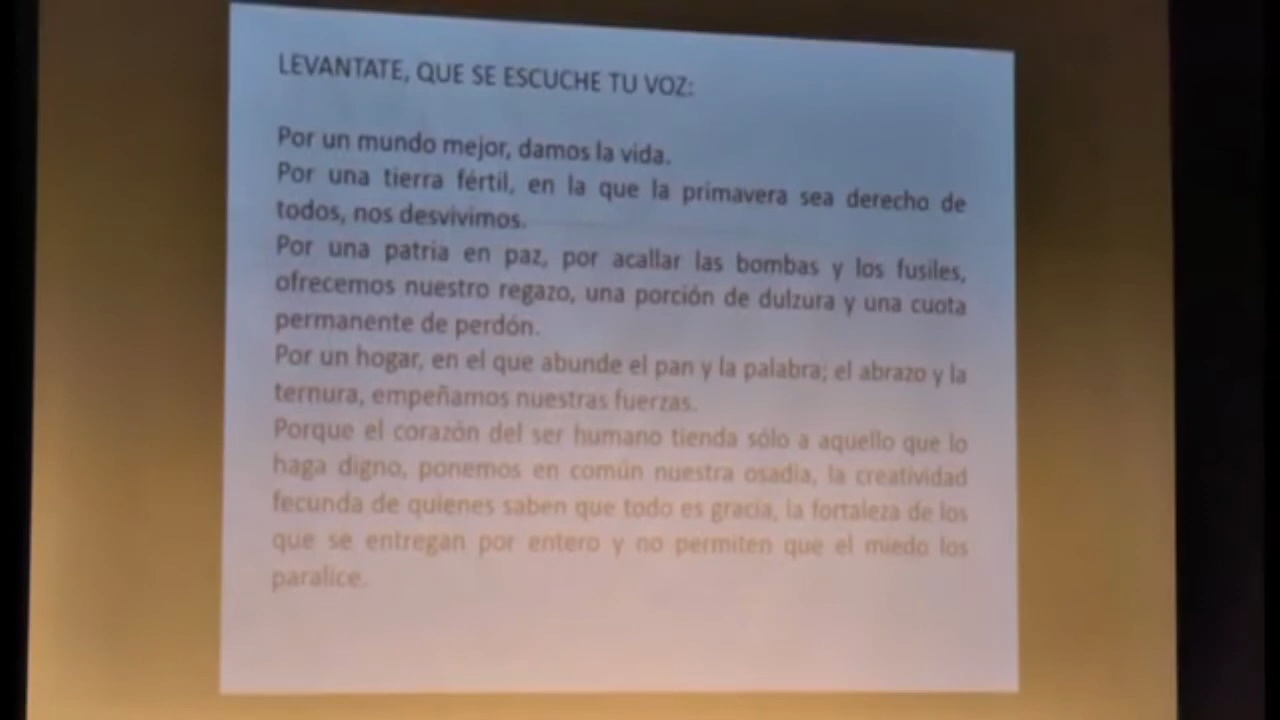 LEVANTATE, QUE SE ESCUCHE TU VOZ:
Por un mundo mejor, damos la vida.
Por una tierra fértil, en la que la primavera sea derecho de
todos, nos desvivimos.
Por una patria en paz, por acallar las bombas y los fusiles,
ofrecemos nuestro regazo, una porción de dulzura y una cuota
permanente de perdón.
Por un hogar, en el que abunde el pan y la palabra; el abrazo y la
ternura, empeñamos nuestras fuerzas.
Porque el corazón del ser humano tienda sólo a aquello que lo
haga digno, ponemos en común nuestra osadía, la creatividad
fecunda de quienes saben que todo es gracia, la fortaleza de los
que se entregan por entero y no permiten que el miedo los
paralice.